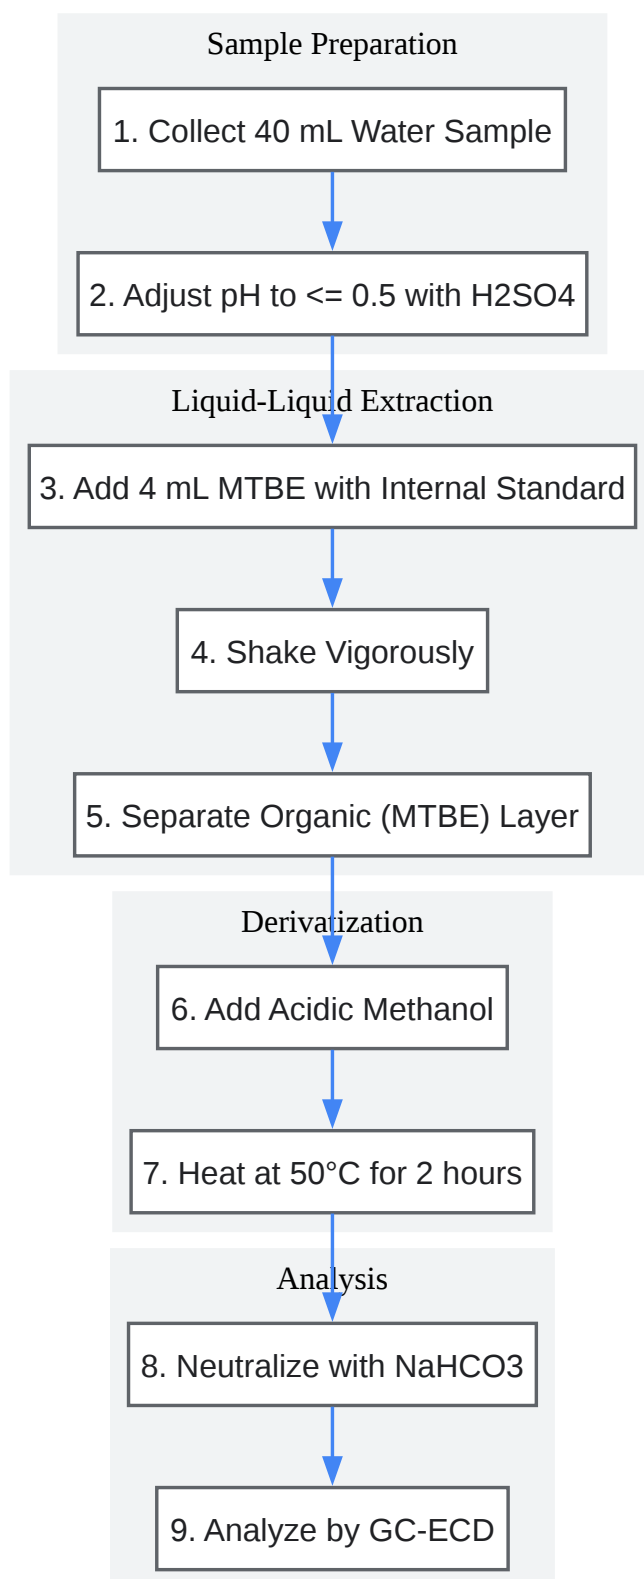 Sample Preparation
1. Collect 40 mL Water Sample
2. Adjust pH to <= 0.5 with H2SO4
Liquid-Liquid Extraction
3. Add 4 mL MTBE with Internal Standard
4. Shake Vigorously
5. Separate Organic (MTBE) Layer
Derivatization
6. Add Acidic Methanol
7. Heat at 50°C for 2 hours
Analysis
8. Neutralize with NaHCO3
9. Analyze by GC-ECD